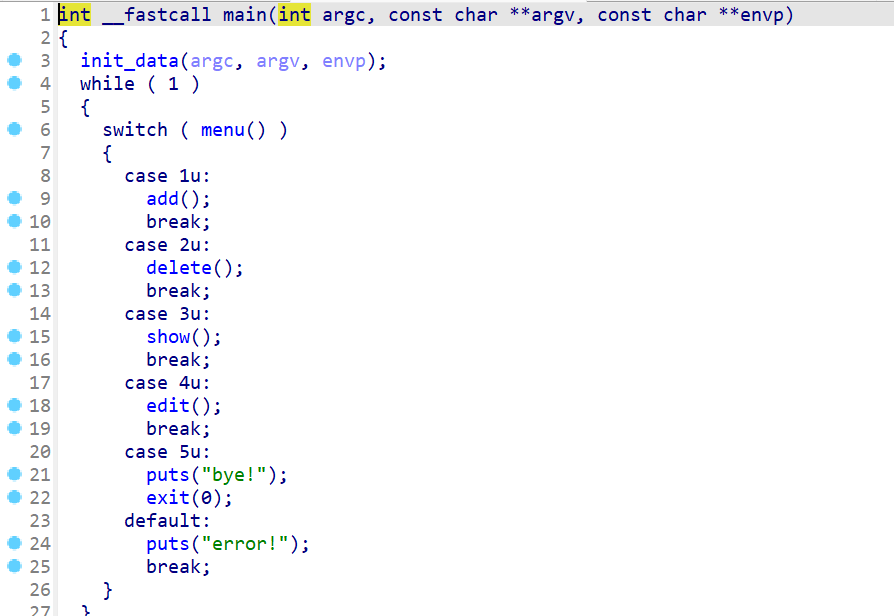 1 int __fastcall main(int argc, const char **argv, const char **envp)
2 {
3   init_data(argc, argv, envp);
4   while ( 1 )
5   {
6     switch ( menu() )
7     {
8       case 1u:
9         add();
10         break;
11       case 2u:
12         delete();
13         break;
14       case 3u:
15         show();
16         break;
17       case 4u:
18         edit();
19         break;
20       case 5u:
21         puts("bye!");
22         exit(0);
23       default:
24         puts("error!");
25         break;
26     }
27   }